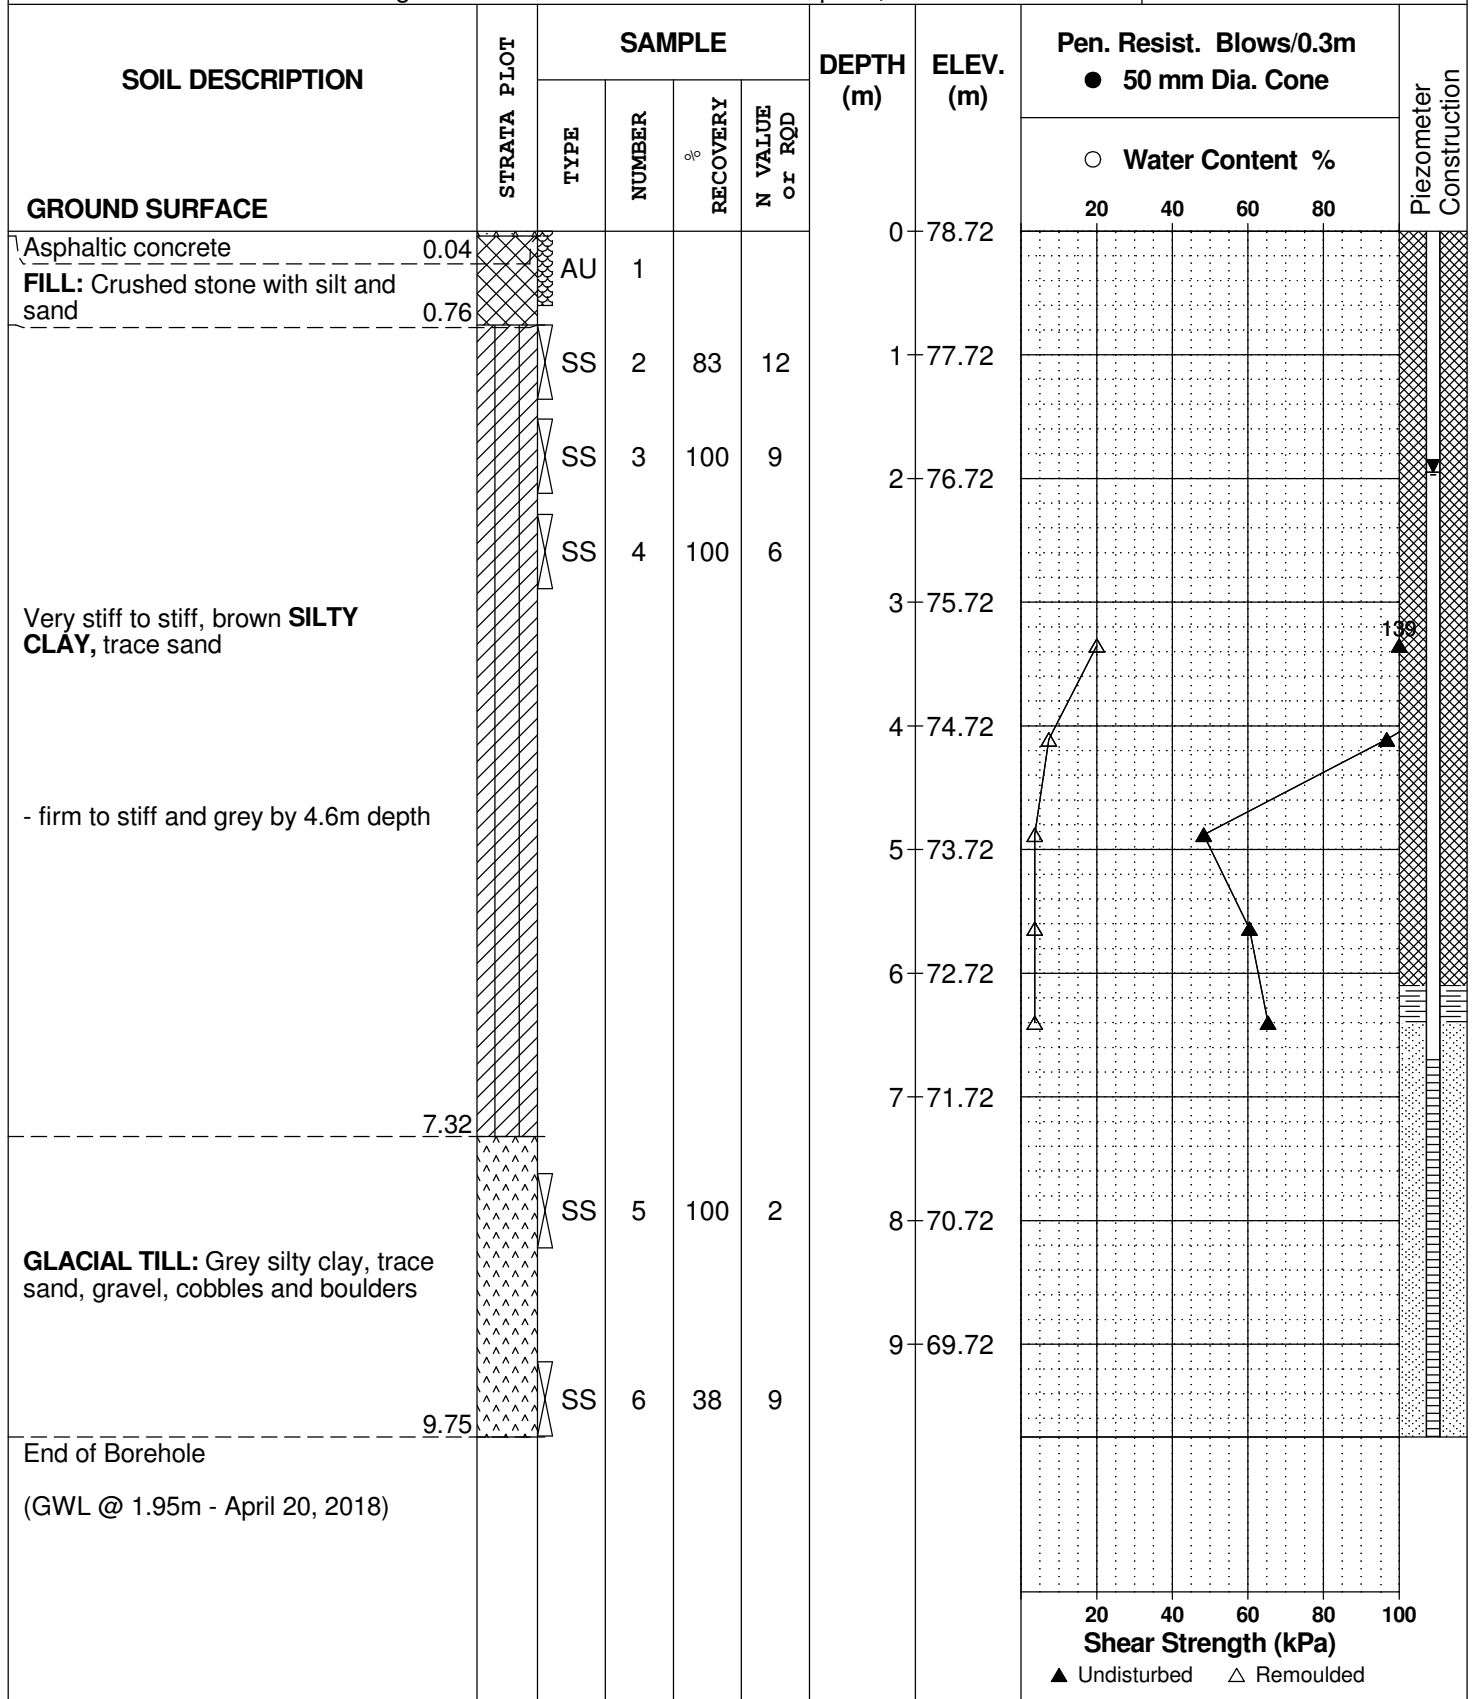 SOIL DESCRIPTION
GROUND SURFACE
STRATA PLOT
SAMPLE
TYPE
NUMBER
% RECOVERY
N VALUE or RQD
DEPTH (m)
ELEV. (m)
Pen. Resist. Blows/0.3m
● 50 mm Dia. Cone
○ Water Content %
20 40 60 80
Piezometer Construction
0 78.72
Asphaltic concrete 0.04
AU 1
FILL: Crushed stone with silt and
sand 0.76
SS 2 83 12
1 77.72
SS 3 100 9
2 76.72
SS 4 100 6
3 75.72
Very stiff to stiff, brown SILTY
CLAY, trace sand
139
4 74.72
- firm to stiff and grey by 4.6m depth
5 73.72
6 72.72
7 71.72
7.32
SS 5 100 2
8 70.72
GLACIAL TILL: Grey silty clay, trace
sand, gravel, cobbles and boulders
9 69.72
SS 6 38 9
9.75
End of Borehole
(GWL @ 1.95m - April 20, 2018)
20 40 60 80 100
Shear Strength (kPa)
▲ Undisturbed △ Remoulded